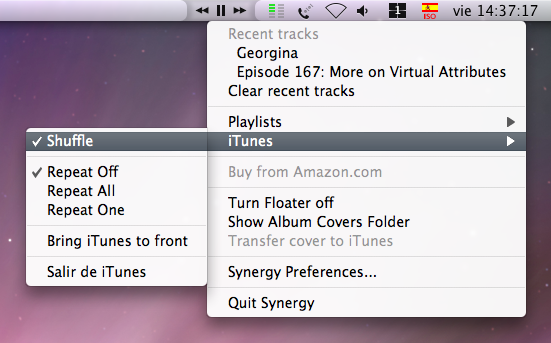 1
ISO
vie 14:37:17
Recent tracks
Georgina
Episode 167: More on Virtual Attributes
Clear recent tracks
Playlists
iTunes
Buy from Amazon.com
Turn Floater off
Show Album Covers Folder
Transfer cover to iTunes
Synergy Preferences...
Quit Synergy
Shuffle
Repeat Off
Repeat All
Repeat One
Bring iTunes to front
Salir de iTunes